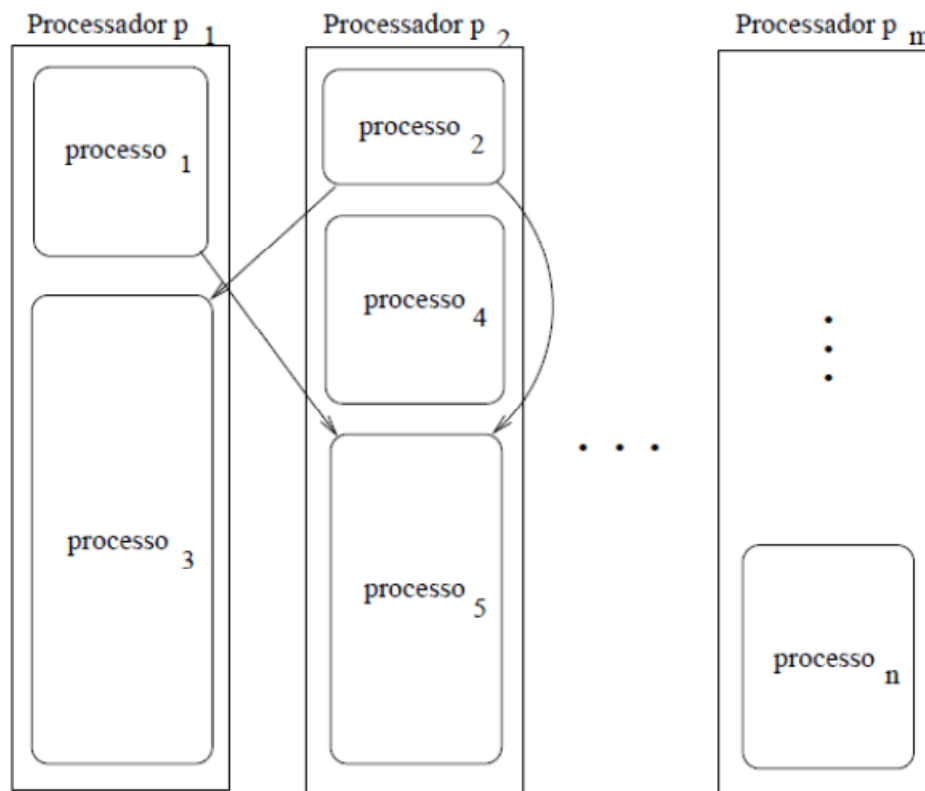 Processador p 1
Processador p 2
Processador p m
processo 1
processo 2
processo 4
processo 3
processo 5
processo n